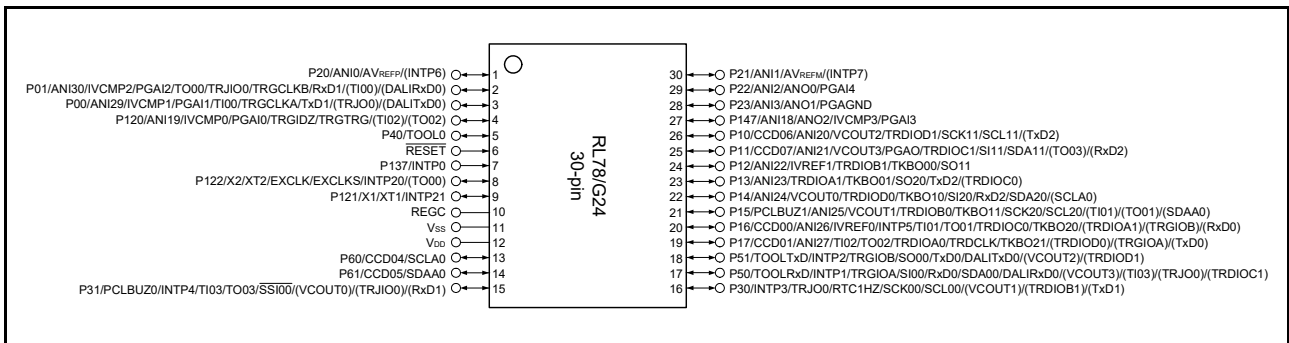 P20/ANI0/AVREFP/(INTP6) 1
P01/ANI30/IVCMP2/PGAI2/TO00/TRJIO0/TRGCLKB/RxD1/(TI00)/(DALIRxD0) 2
P00/ANI29/IVCMP1/PGAI1/TI00/TRGCLKA/TxD1/(TRJO0)/(DALITxD0) 3
P120/ANI19/IVCMP0/PGAI0/TRGIDZ/TRGTRG/(TI02)/(TO02) 4
P40/TOOL0 5
RESET 6
P137/INTP0 7
P122/X2/XT2/EXCLK/EXCLKS/INTP20/(TO00) 8
P121/X1/XT1/INTP21 9
REGC 10
VSS 11
VDD 12
P60/CCD04/SCLA0 13
P61/CCD05/SDAA0 14
P31/PCLBUZ0/INTP4/TI03/TO03/SSI00/(VCOUT0)/(TRJIO0)/(RxD1) 15
RL78/G24
30-pin
30 P21/ANI1/AVREFM/(INTP7)
29 P22/ANI2/ANO0/PGAI4
28 P23/ANI3/ANO1/PGAGND
27 P147/ANI18/ANO2/IVCMP3/PGAI3
26 P10/CCD06/ANI20/VCOUT2/TRDIOD1/SCK11/SCL11/(TxD2)
25 P11/CCD07/ANI21/VCOUT3/PGAO/TRDIOC1/SI11/SDA11/(TO03)/(RxD2)
24 P12/ANI22/IVREF1/TRDIOB1/TKBO00/SO11
23 P13/ANI23/TRDIOA1/TKBO01/SO20/TxD2/(TRDIOC0)
22 P14/ANI24/VCOUT0/TRDIOD0/TKBO10/SI20/RxD2/SDA20/(SCLA0)
21 P15/PCLBUZ1/ANI25/VCOUT1/TRDIOB0/TKBO11/SCK20/SCL20/(TI01)/(TO01)/(SDAA0)
20 P16/CCD00/ANI26/IVREF0/INTP5/TI01/TO01/TRDIOC0/TKBO20/(TRDIOA1)/(TRGIOB)/(RxD0)
19 P17/CCD01/ANI27/TI02/TO02/TRDIOA0/TRDCLK/TKBO21/(TRDIOD0)/(TRGIOA)/(TxD0)
18 P51/TOOLTxD/INTP2/TRGIOB/SO00/TxD0/DALITxD0/(VCOUT2)/(TRDIOD1)
17 P50/TOOLRxD/INTP1/TRGIOA/SI00/RxD0/SDA00/DALIRxD0/(VCOUT3)/(TI03)/(TRJO0)/(TRDIOC1)
16 P30/INTP3/TRJO0/RTC1HZ/SCK00/SCL00/(VCOUT1)/(TRDIOB1)/(TxD1)